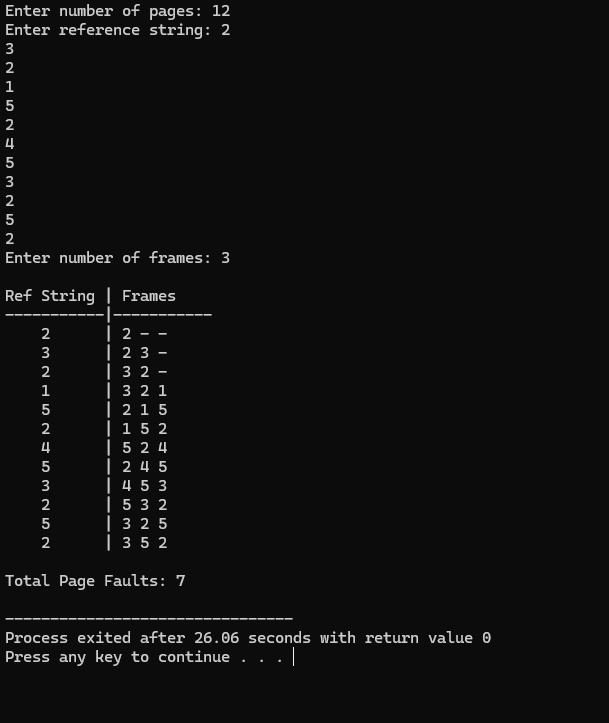 Enter number of pages: 12
Enter reference string: 2
3
2
1
5
2
4
5
3
2
5
2
Enter number of frames: 3
Ref String | Frames
-----------|-----------
2 | 2 - -
3 | 2 3 -
2 | 3 2 -
1 | 3 2 1
5 | 2 1 5
2 | 1 5 2
4 | 5 2 4
5 | 2 4 5
3 | 4 5 3
2 | 5 3 2
5 | 3 2 5
2 | 3 5 2
Total Page Faults: 7
--------------------------------
Process exited after 26.06 seconds with return value 0
Press any key to continue . . .